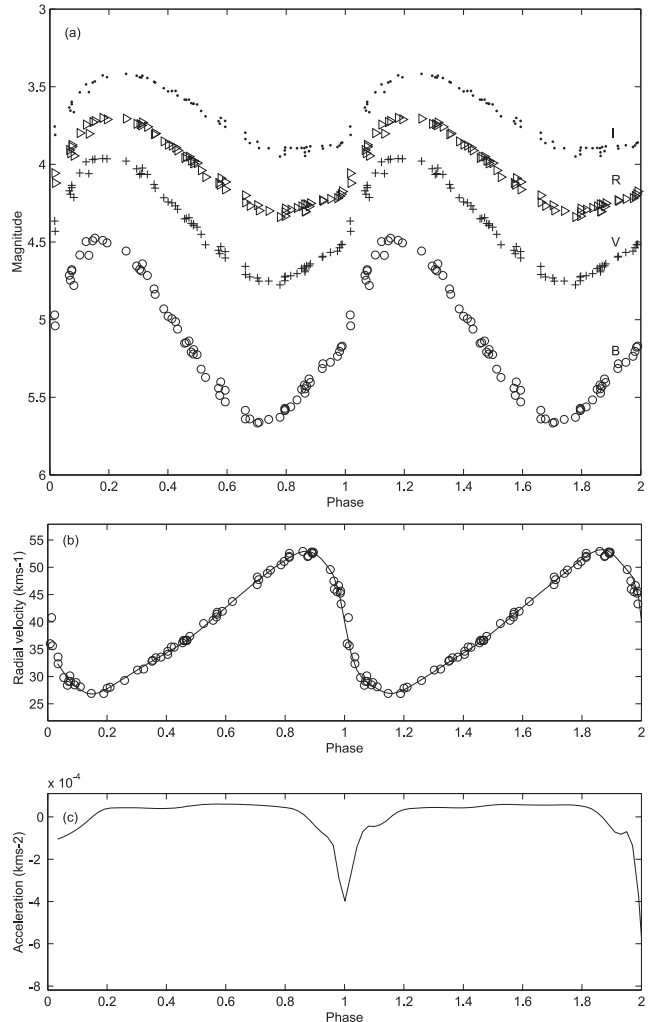 3
(a)
3.5
I
4
R
4.5
V
5
B
5.5
6
Magnitude
0 0.2 0.4 0.6 0.8 1 1.2 1.4 1.6 1.8 2
Phase
55
(b)
50
45
40
35
30
25
Radial velocity (kms-1)
0 0.2 0.4 0.6 0.8 1 1.2 1.4 1.6 1.8 2
Phase
x 10-4
(c)
0
-2
-4
-6
-8
Acceleration (kms-2)
0 0.2 0.4 0.6 0.8 1 1.2 1.4 1.6 1.8 2
Phase